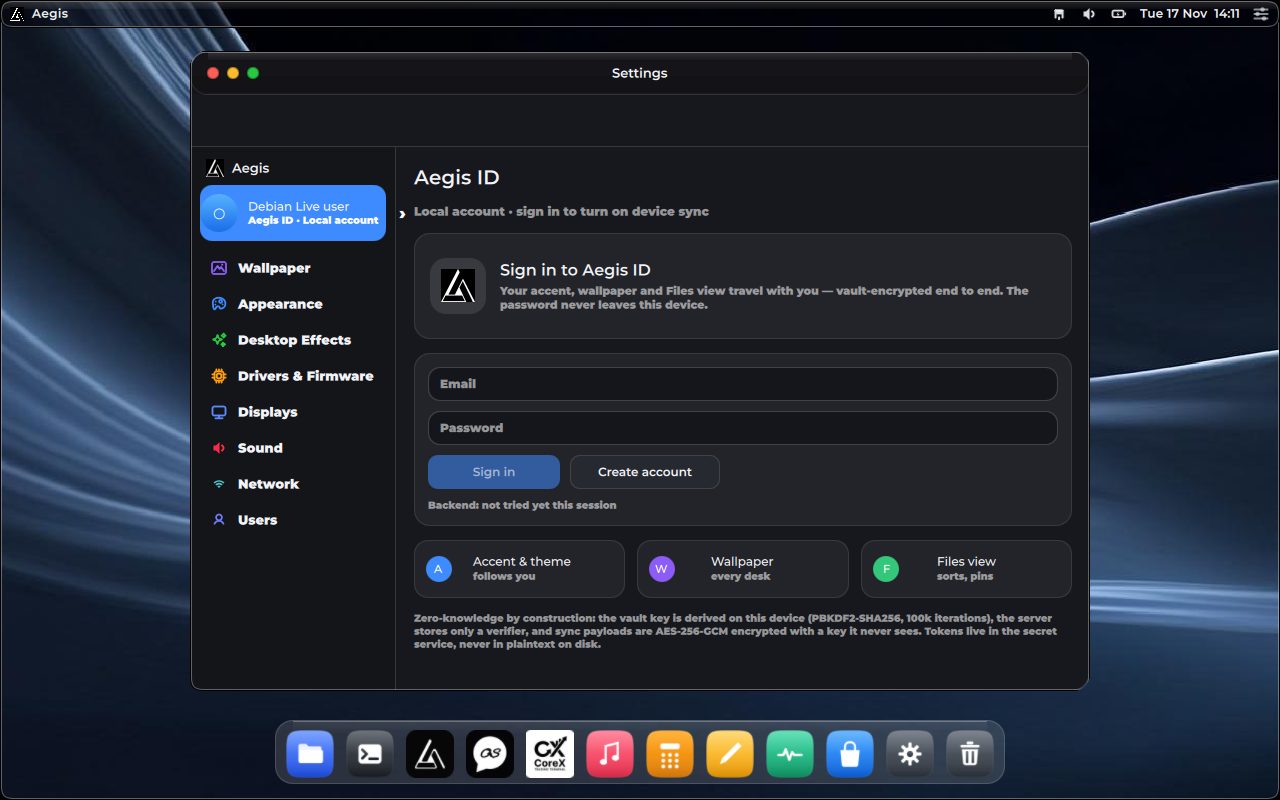 Aegis
Tue 17 Nov 14:11
Settings
Aegis
Debian Live user
Aegis ID · Local account
Wallpaper
Appearance
Desktop Effects
Drivers & Firmware
Displays
Sound
Network
Users
Aegis ID
Local account · sign in to turn on device sync
Sign in to Aegis ID
Your accent, wallpaper and Files view travel with you — vault-encrypted end to end. The
password never leaves this device.
Email
Password
Sign in
Create account
Backend: not tried yet this session
A
Accent & theme
follows you
W
Wallpaper
every desk
F
Files view
sorts, pins
Zero-knowledge by construction: the vault key is derived on this device (PBKDF2-SHA256, 100k iterations), the server
stores only a verifier, and sync payloads are AES-256-GCM encrypted with a key it never sees. Tokens live in the secret
service, never in plaintext on disk.
as
CX
CoreX